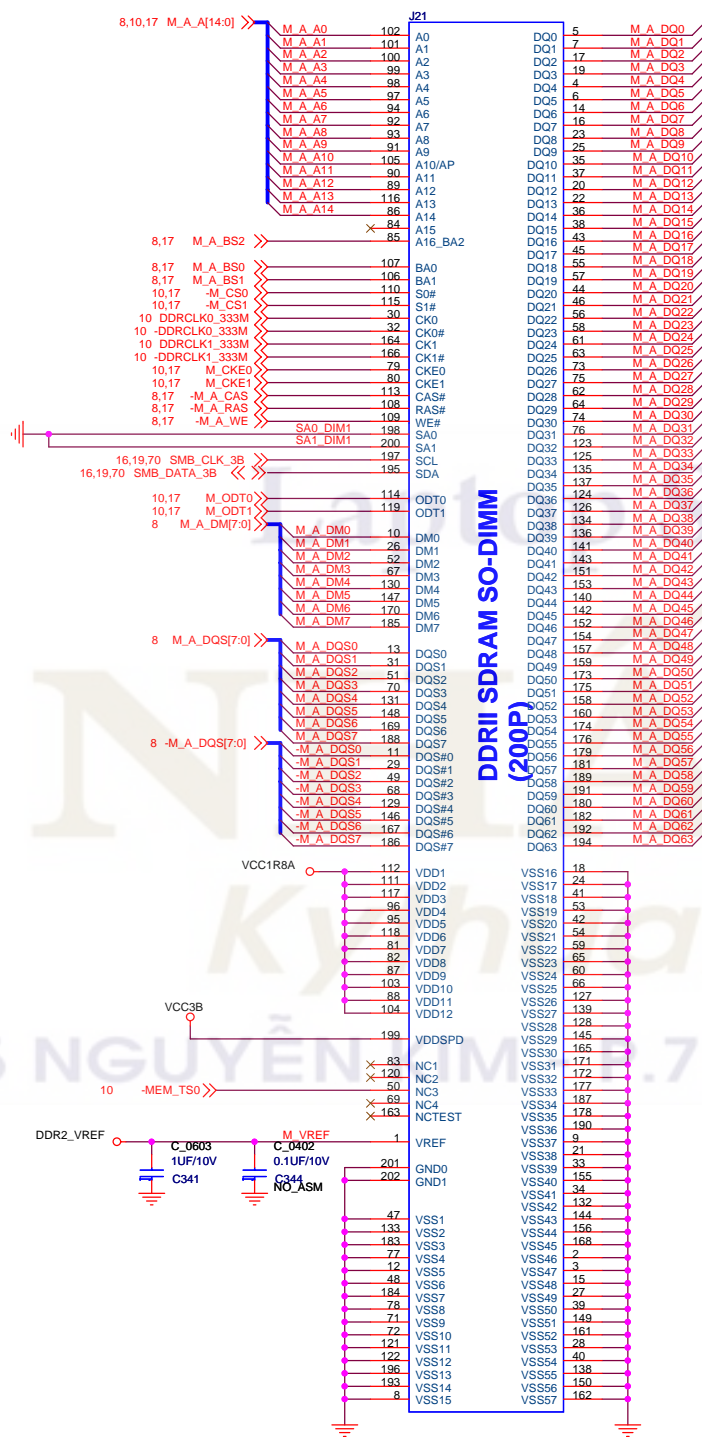 J21
8,10,17 M_A_A[14:0]
M_A_A0 102 A0 DQ0 5 M_A_DQ0
M_A_A1 101 A1 DQ1 7 M_A_DQ1
M_A_A2 100 A2 DQ2 17 M_A_DQ2
M_A_A3 99 A3 DQ3 19 M_A_DQ3
M_A_A4 98 A4 DQ4 4 M_A_DQ4
M_A_A5 97 A5 DQ5 6 M_A_DQ5
M_A_A6 94 A6 DQ6 14 M_A_DQ6
M_A_A7 92 A7 DQ7 16 M_A_DQ7
M_A_A8 93 A8 DQ8 23 M_A_DQ8
M_A_A9 91 A9 DQ9 25 M_A_DQ9
M_A_A10 105 A10/AP DQ10 35 M_A_DQ10
M_A_A11 90 A11 DQ11 37 M_A_DQ11
M_A_A12 89 A12 DQ12 20 M_A_DQ12
M_A_A13 116 A13 DQ13 22 M_A_DQ13
M_A_A14 86 A14 DQ14 36 M_A_DQ14
84 A15 DQ15 38 M_A_DQ15
8,17 M_A_BS2 85 A16_BA2 DQ16 43 M_A_DQ16
DQ17 45 M_A_DQ17
8,17 M_A_BS0 107 BA0 DQ18 55 M_A_DQ18
8,17 M_A_BS1 106 BA1 DQ19 57 M_A_DQ19
10,17 -M_CS0 110 S0# DQ20 44 M_A_DQ20
10,17 -M_CS1 115 S1# DQ21 46 M_A_DQ21
10 DDRCLK0_333M 30 CK0 DQ22 56 M_A_DQ22
10 -DDRCLK0_333M 32 CK0# DQ23 58 M_A_DQ23
10 DDRCLK1_333M 164 CK1 DQ24 61 M_A_DQ24
10 -DDRCLK1_333M 166 CK1# DQ25 63 M_A_DQ25
10,17 M_CKE0 79 CKE0 DQ26 73 M_A_DQ26
10,17 M_CKE1 80 CKE1 DQ27 75 M_A_DQ27
8,17 -M_A_CAS 113 CAS# DQ28 62 M_A_DQ28
8,17 -M_A_RAS 108 RAS# DQ29 64 M_A_DQ29
8,17 -M_A_WE 109 WE# DQ30 74 M_A_DQ30
SA0_DIM1 198 SA0 DQ31 76 M_A_DQ31
SA1_DIM1 200 SA1 DQ32 123 M_A_DQ32
16,19,70 SMB_CLK_3B 197 SCL DQ33 125 M_A_DQ33
16,19,70 SMB_DATA_3B 195 SDA DQ34 135 M_A_DQ34
DQ35 137 M_A_DQ35
10,17 M_ODT0 114 ODT0 DQ36 124 M_A_DQ36
10,17 M_ODT1 119 ODT1 DQ37 126 M_A_DQ37
8 M_A_DM[7:0] DQ38 134 M_A_DQ38
M_A_DM0 10 DM0 DQ39 136 M_A_DQ39
M_A_DM1 26 DM1 DQ40 141 M_A_DQ40
M_A_DM2 52 DM2 DQ41 143 M_A_DQ41
M_A_DM3 67 DM3 DQ42 151 M_A_DQ42
M_A_DM4 130 DM4 DQ43 153 M_A_DQ43
M_A_DM5 147 DM5 DQ44 140 M_A_DQ44
M_A_DM6 170 DM6 DQ45 142 M_A_DQ45
M_A_DM7 185 DM7 DQ46 152 M_A_DQ46
DQ47 154 M_A_DQ47
8 M_A_DQS[7:0]
M_A_DQS0 13 DQS0 DQ48 157 M_A_DQ48
M_A_DQS1 31 DQS1 DQ49 159 M_A_DQ49
M_A_DQS2 51 DQS2 DQ50 173 M_A_DQ50
M_A_DQS3 70 DQS3 DQ51 175 M_A_DQ51
M_A_DQS4 131 DQS4 DQ52 158 M_A_DQ52
M_A_DQS5 148 DQS5 DQ53 160 M_A_DQ53
M_A_DQS6 169 DQS6 DQ54 174 M_A_DQ54
M_A_DQS7 188 DQS7 DQ55 176 M_A_DQ55
8 -M_A_DQS[7:0]
-M_A_DQS0 11 DQS#0 DQ56 179 M_A_DQ56
-M_A_DQS1 29 DQS#1 DQ57 181 M_A_DQ57
-M_A_DQS2 49 DQS#2 DQ58 189 M_A_DQ58
-M_A_DQS3 68 DQS#3 DQ59 191 M_A_DQ59
-M_A_DQS4 129 DQS#4 DQ60 180 M_A_DQ60
-M_A_DQS5 146 DQS#5 DQ61 182 M_A_DQ61
-M_A_DQS6 167 DQS#6 DQ62 192 M_A_DQ62
-M_A_DQS7 186 DQS#7 DQ63 194 M_A_DQ63
DDRII SDRAM SO-DIMM
(200P)
VCC1R8A
112 VDD1 VSS16 18
111 VDD2 VSS17 24
117 VDD3 VSS18 41
96 VDD4 VSS19 53
95 VDD5 VSS20 42
118 VDD6 VSS21 54
81 VDD7 VSS22 59
82 VDD8 VSS23 65
87 VDD9 VSS24 60
103 VDD10 VSS25 66
88 VDD11 VSS26 127
104 VDD12 VSS27 139
VCC3B
VSS28 128
199 VDDSPD VSS29 145
VSS30 165
83 NC1 VSS31 171
120 NC2 VSS32 172
10 -MEM_TS0 50 NC3 VSS33 177
69 NC4 VSS34 187
163 NCTEST VSS35 178
VSS36 190
DDR2_VREF M_VREF 1 VREF VSS37 9
VSS38 21
C_0603
1UF/10V
C341
C_0402
0.1UF/10V
C344
NO_ASM
201 GND0 VSS39 33
202 GND1 VSS40 155
VSS41 34
VSS42 132
47 VSS1 VSS43 144
133 VSS2 VSS44 156
183 VSS3 VSS45 168
77 VSS4 VSS46 2
12 VSS5 VSS47 3
48 VSS6 VSS48 15
184 VSS7 VSS49 27
78 VSS8 VSS50 39
71 VSS9 VSS51 149
72 VSS10 VSS52 161
121 VSS11 VSS53 28
122 VSS12 VSS54 40
196 VSS13 VSS55 138
193 VSS14 VSS56 150
8 VSS15 VSS57 162
Laptop
NGUYỄN KIM - P.7